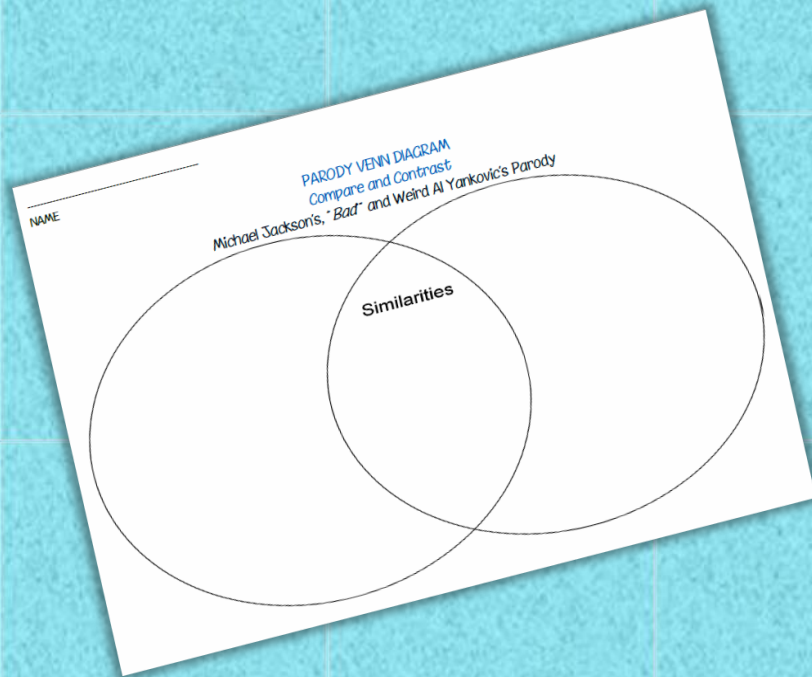 NAME
PARODY VENN DIAGRAM
Compare and Contrast
Michael Jackson's, "Bad" and Weird Al Yankovic's Parody
Similarities